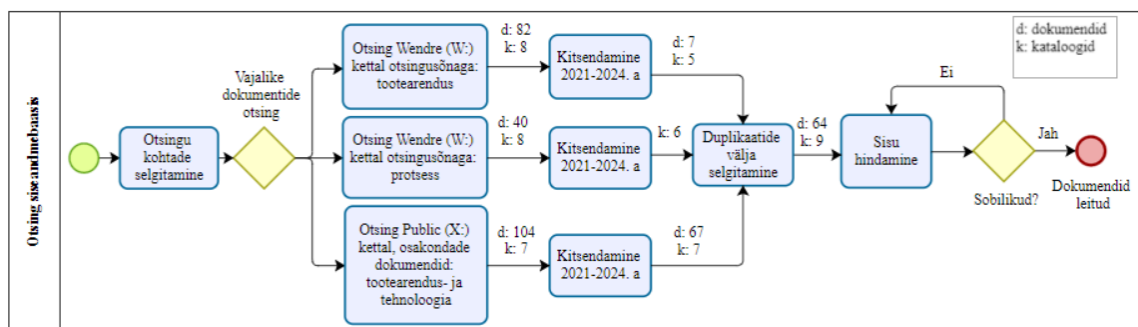 Otsing siseandmebaasis
Otsingu
kohtade
selgitamine
Vajalike
dokumentide
otsing
Otsing Wendre (W:)
kettal otsingusõnaga:
tootearendus
d: 82
k: 8
Kitsendamine
2021-2024. a
d: 7
k: 5
Otsing Wendre (W:)
kettal otsingusõnaga:
protsess
d: 40
k: 8
Kitsendamine
2021-2024. a
k: 6
Otsing Public (X:)
kettal, osakondade
dokumendid:
tootearendus- ja
tehnoloogia
d: 104
k: 7
Kitsendamine
2021-2024. a
d: 67
k: 7
Duplikaatide
välja
selgitamine
d: 64
k: 9
Sisu
hindamine
Ei
Sobilikud?
Jah
Dokumendid
leitud
d: dokumendid
k: kataloogid